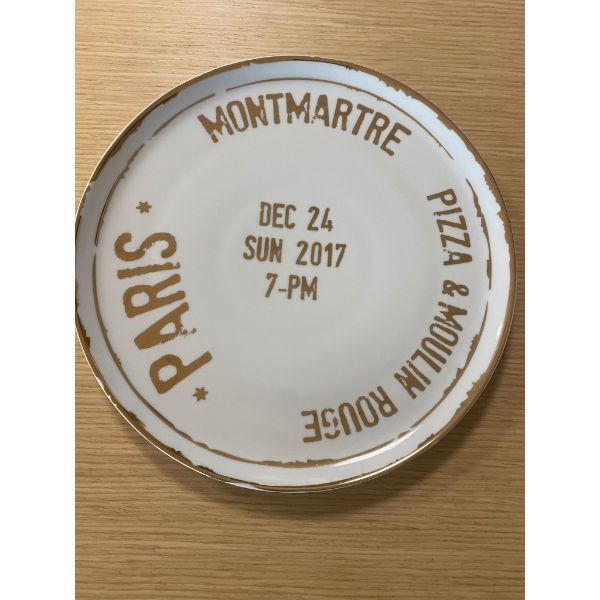 MONTMARTRE
PIZZA & MOULIN ROUGE
* PARIS *
DEC 24
SUN 2017
7-PM